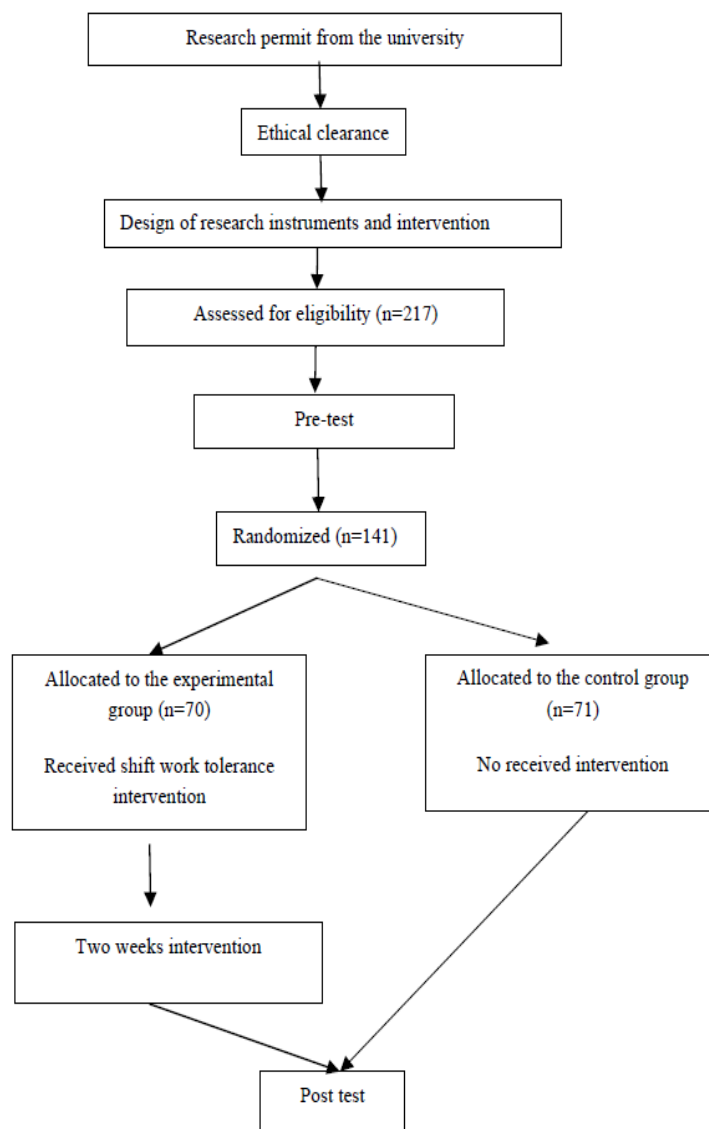 Research permit from the university
Ethical clearance
Design of research instruments and intervention
Assessed for eligibility (n=217)
Pre-test
Randomized (n=141)
Allocated to the experimental
group (n=70)
Received shift work tolerance
intervention
Allocated to the control group
(n=71)
No received intervention
Two weeks intervention
Post test